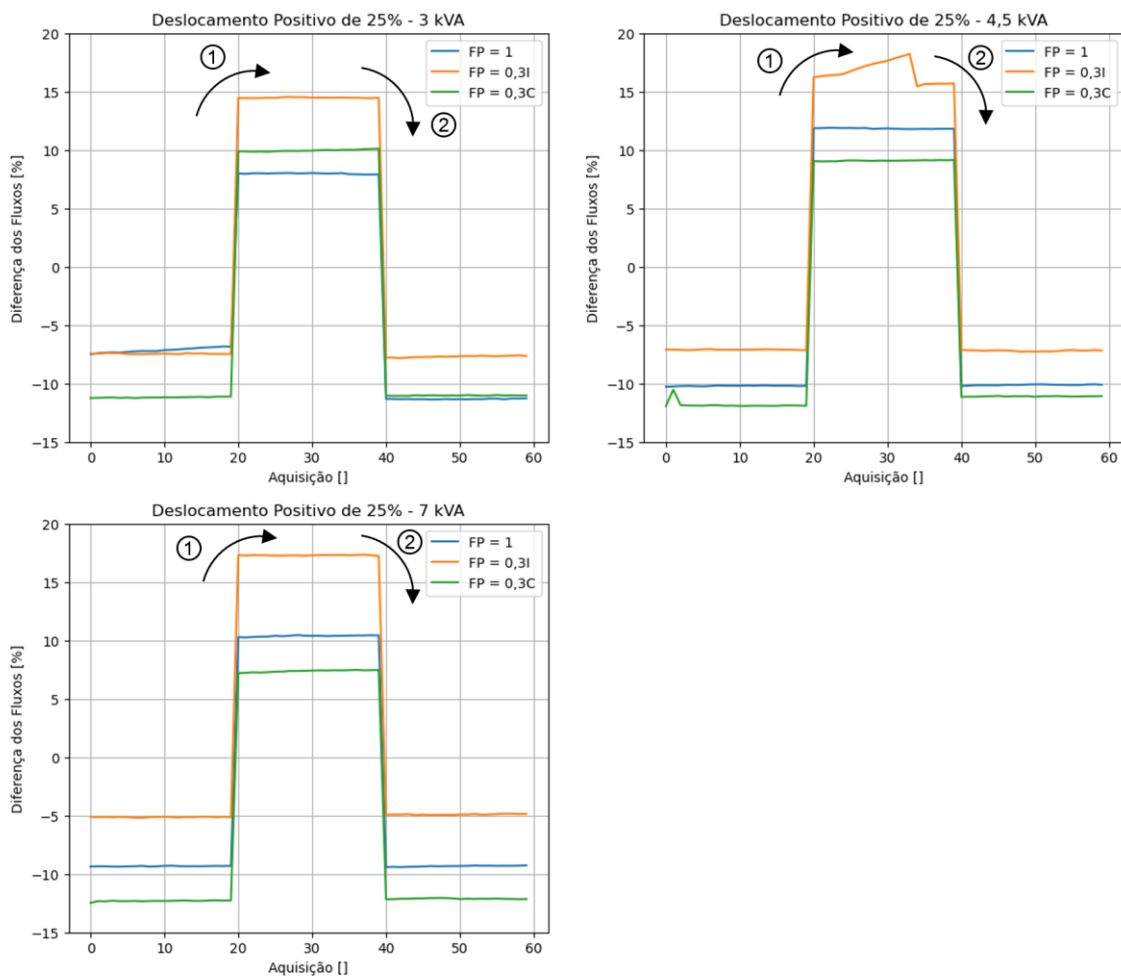 Deslocamento Positivo de 25% - 3 kVA
20
15
10
5
0
−5
−10
−15
Diferença dos Fluxos [%]
0
10
20
30
40
50
60
Aquisição []
FP = 1
FP = 0,3I
FP = 0,3C
1
2
Deslocamento Positivo de 25% - 4,5 kVA
20
15
10
5
0
−5
−10
−15
Diferença dos Fluxos [%]
0
10
20
30
40
50
60
Aquisição []
FP = 1
FP = 0,3I
FP = 0,3C
1
2
Deslocamento Positivo de 25% - 7 kVA
20
15
10
5
0
−5
−10
−15
Diferença dos Fluxos [%]
0
10
20
30
40
50
60
Aquisição []
FP = 1
FP = 0,3I
FP = 0,3C
1
2